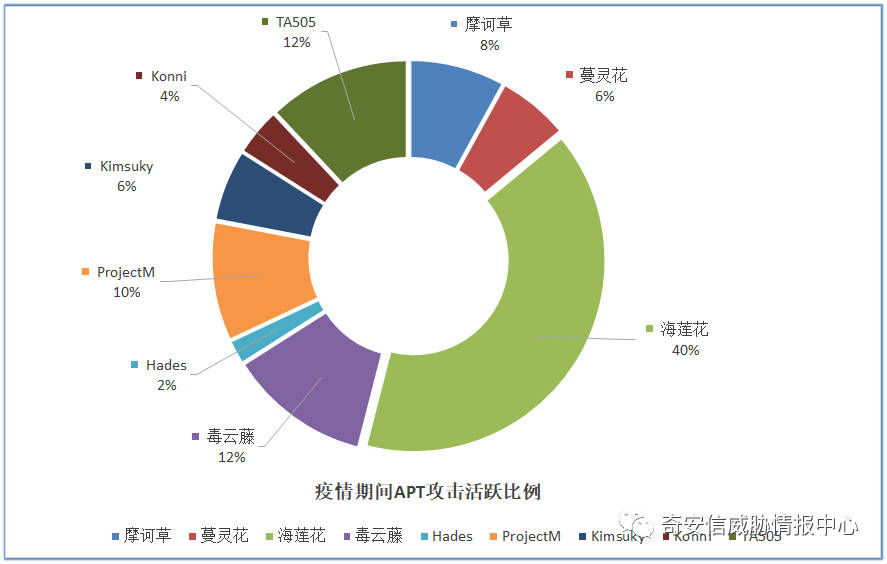 TA505
12%
摩诃草
8%
Konni
4%
蔓灵花
6%
Kimsuky
6%
ProjectM
10%
海莲花
40%
Hades
2%
毒云藤
12%
疫情期间APT攻击活跃比例
摩诃草 蔓灵花 海莲花 毒云藤 Hades ProjectM Kimsuky Konni TA505
奇安信威胁情报中心